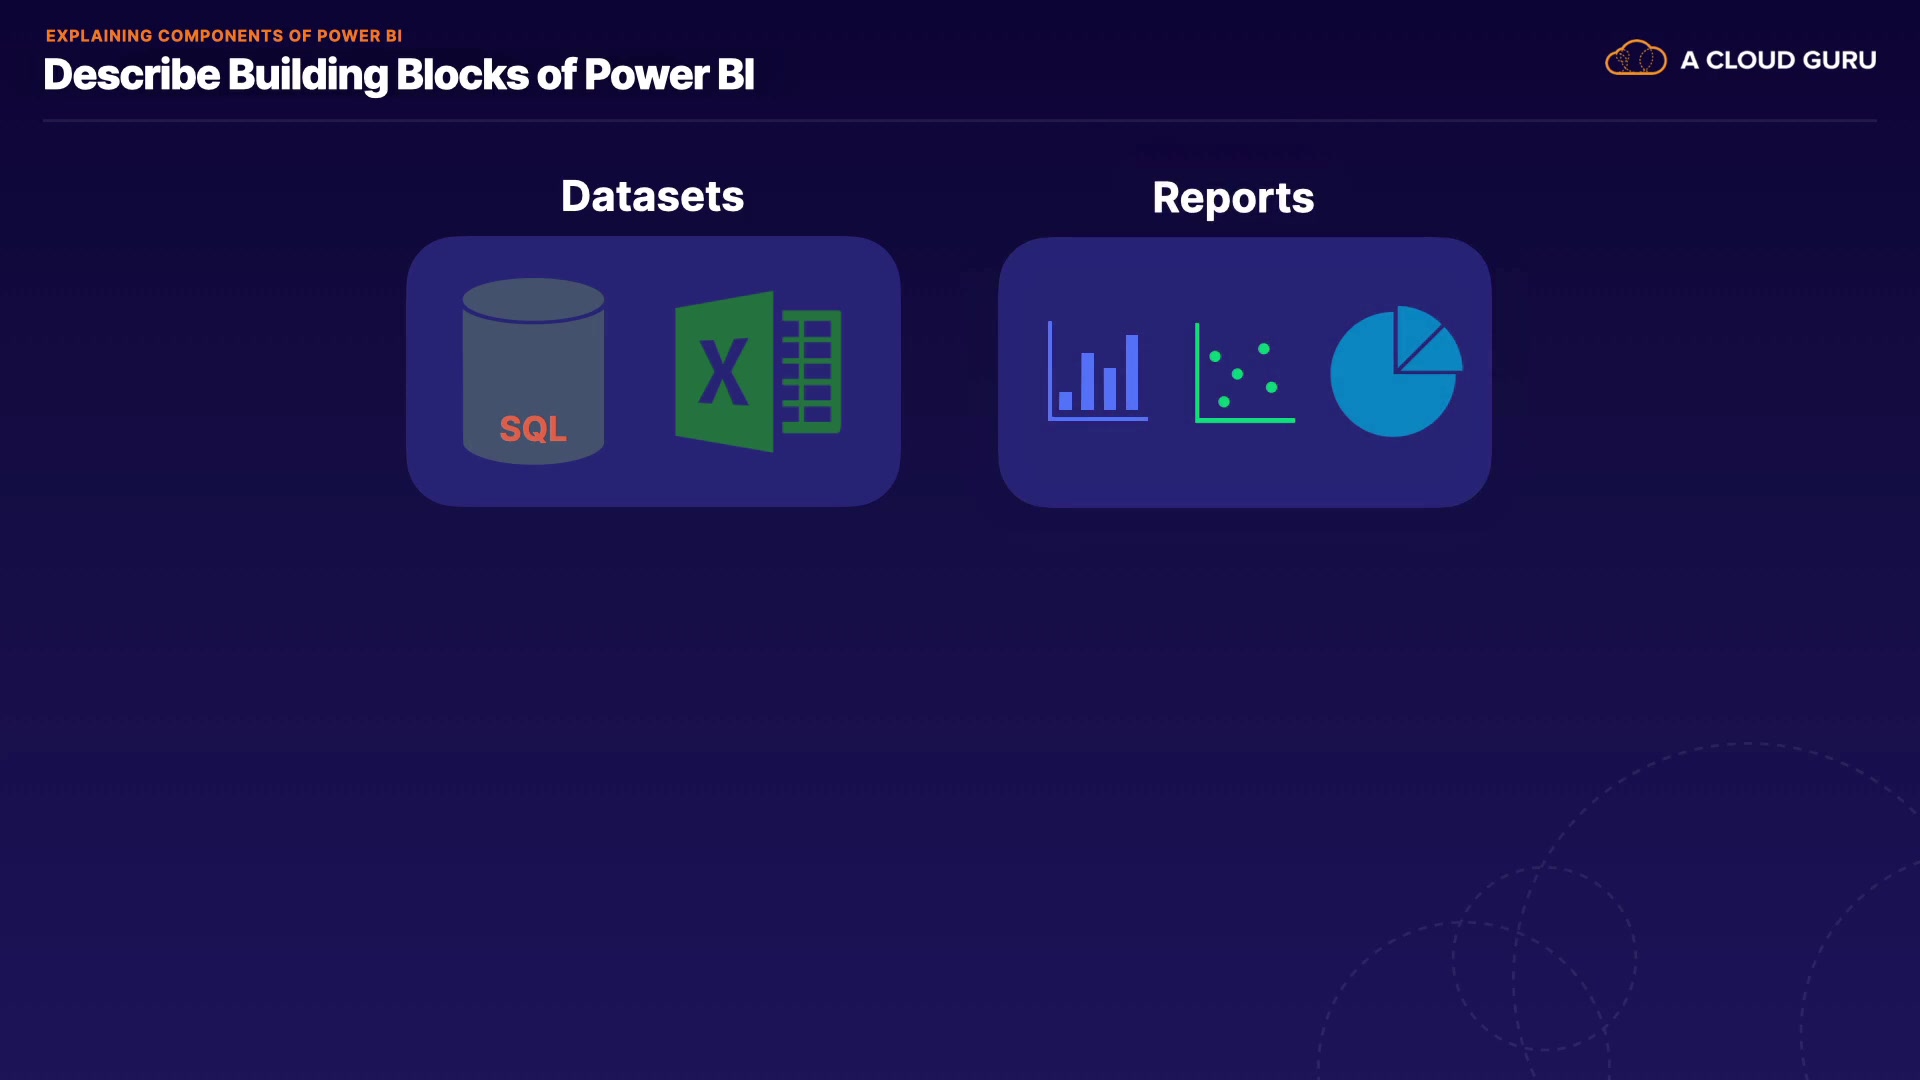 EXPLAINING COMPONENTS OF POWER BI
Describe Building Blocks of Power BI
A CLOUD GURU
Datasets
Reports
SQL
X